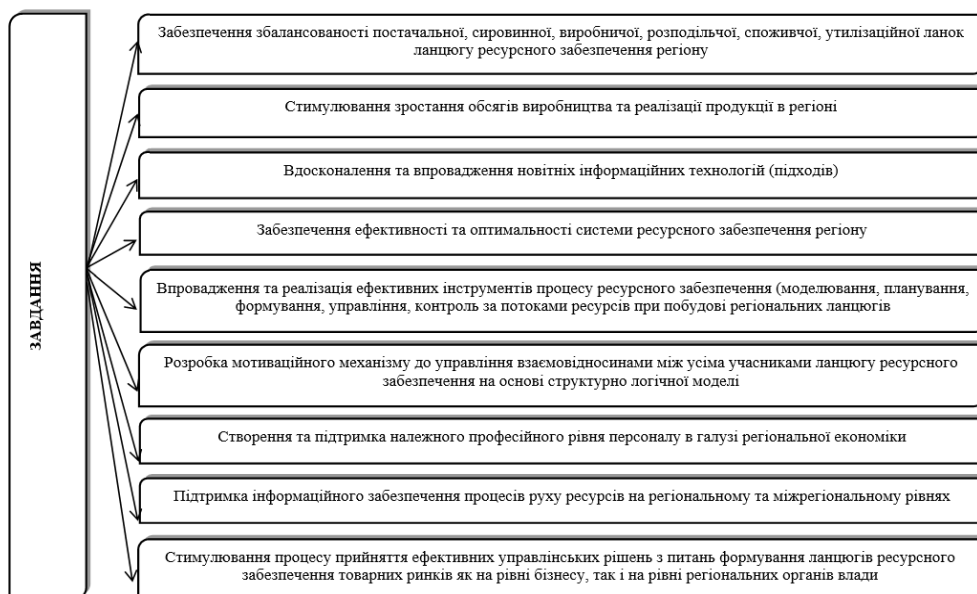 ЗАВДАННЯ
Забезпечення збалансованості постачальної, сировинної, виробничої, розподільчої, споживчої, утилізаційної ланок
ланцюгу ресурсного забезпечення регіону
Стимулювання зростання обсягів виробництва та реалізації продукції в регіоні
Вдосконалення та впровадження новітніх інформаційних технологій (підходів)
Забезпечення ефективності та оптимальності системи ресурсного забезпечення регіону
Впровадження та реалізація ефективних інструментів процесу ресурсного забезпечення (моделювання, планування,
формування, управління, контроль за потоками ресурсів при побудові регіональних ланцюгів
Розробка мотиваційного механізму до управління взаємовідносинами між усіма учасниками ланцюгу ресурсного
забезпечення на основі структурно логічної моделі
Створення та підтримка належного професійного рівня персоналу в галузі регіональної економіки
Підтримка інформаційного забезпечення процесів руху ресурсів на регіональному та міжрегіональному рівнях
Стимулювання процесу прийняття ефективних управлінських рішень з питань формування ланцюгів ресурсного
забезпечення товарних ринків як на рівні бізнесу, так і на рівні регіональних органів влади